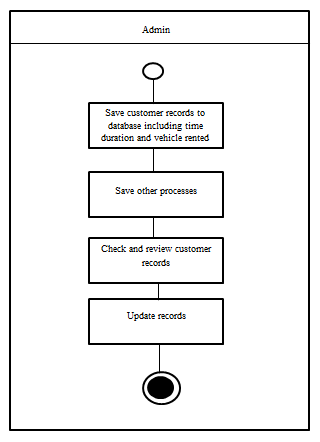 Admin
Save customer records to
database including time
duration and vehicle rented
Save other processes
Check and review customer
records
Update records